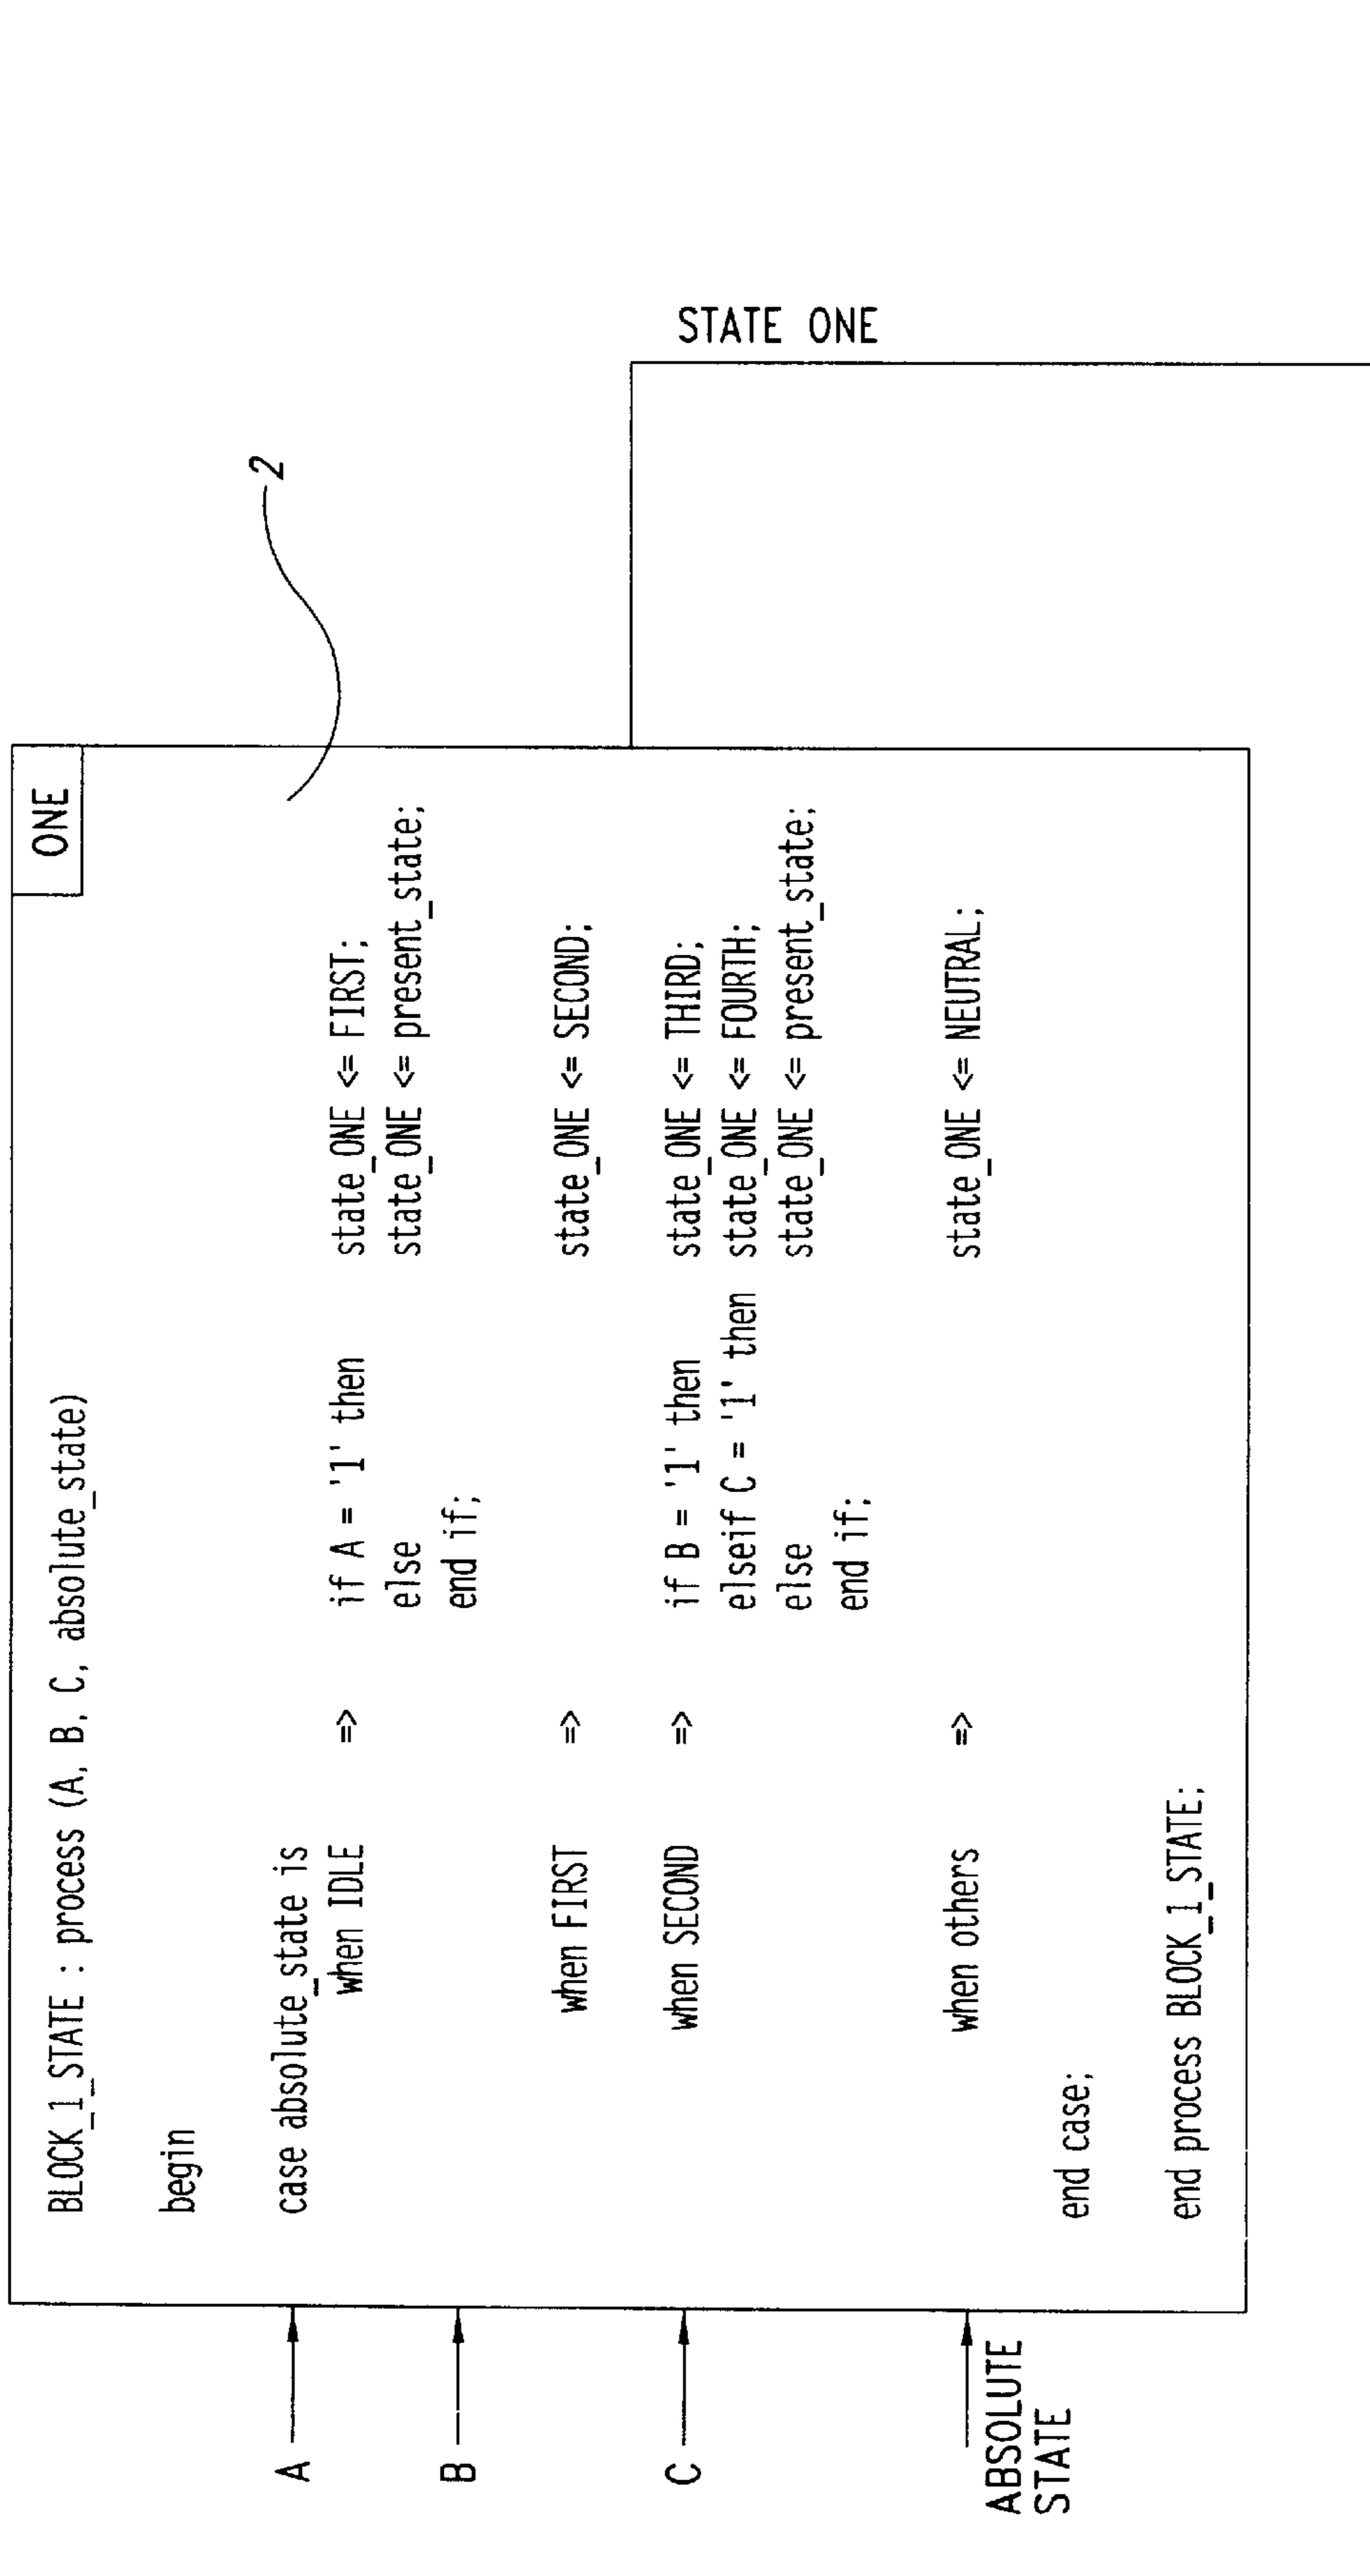 ONE
BLOCK_1_STATE : process (A, B, C, absolute_state)
begin
case absolute_state is
when IDLE => if A = '1' then state_ONE <= FIRST;
else state_ONE <= present_state;
end if;
when FIRST => state_ONE <= SECOND;
when SECOND => if B = '1' then state_ONE <= THIRD;
elseif C = '1' then state_ONE <= FOURTH;
else state_ONE <= present_state;
end if;
when others => state_ONE <= NEUTRAL;
end case;
end process BLOCK_1_STATE;
A
B
C
ABSOLUTE
STATE
2
STATE ONE